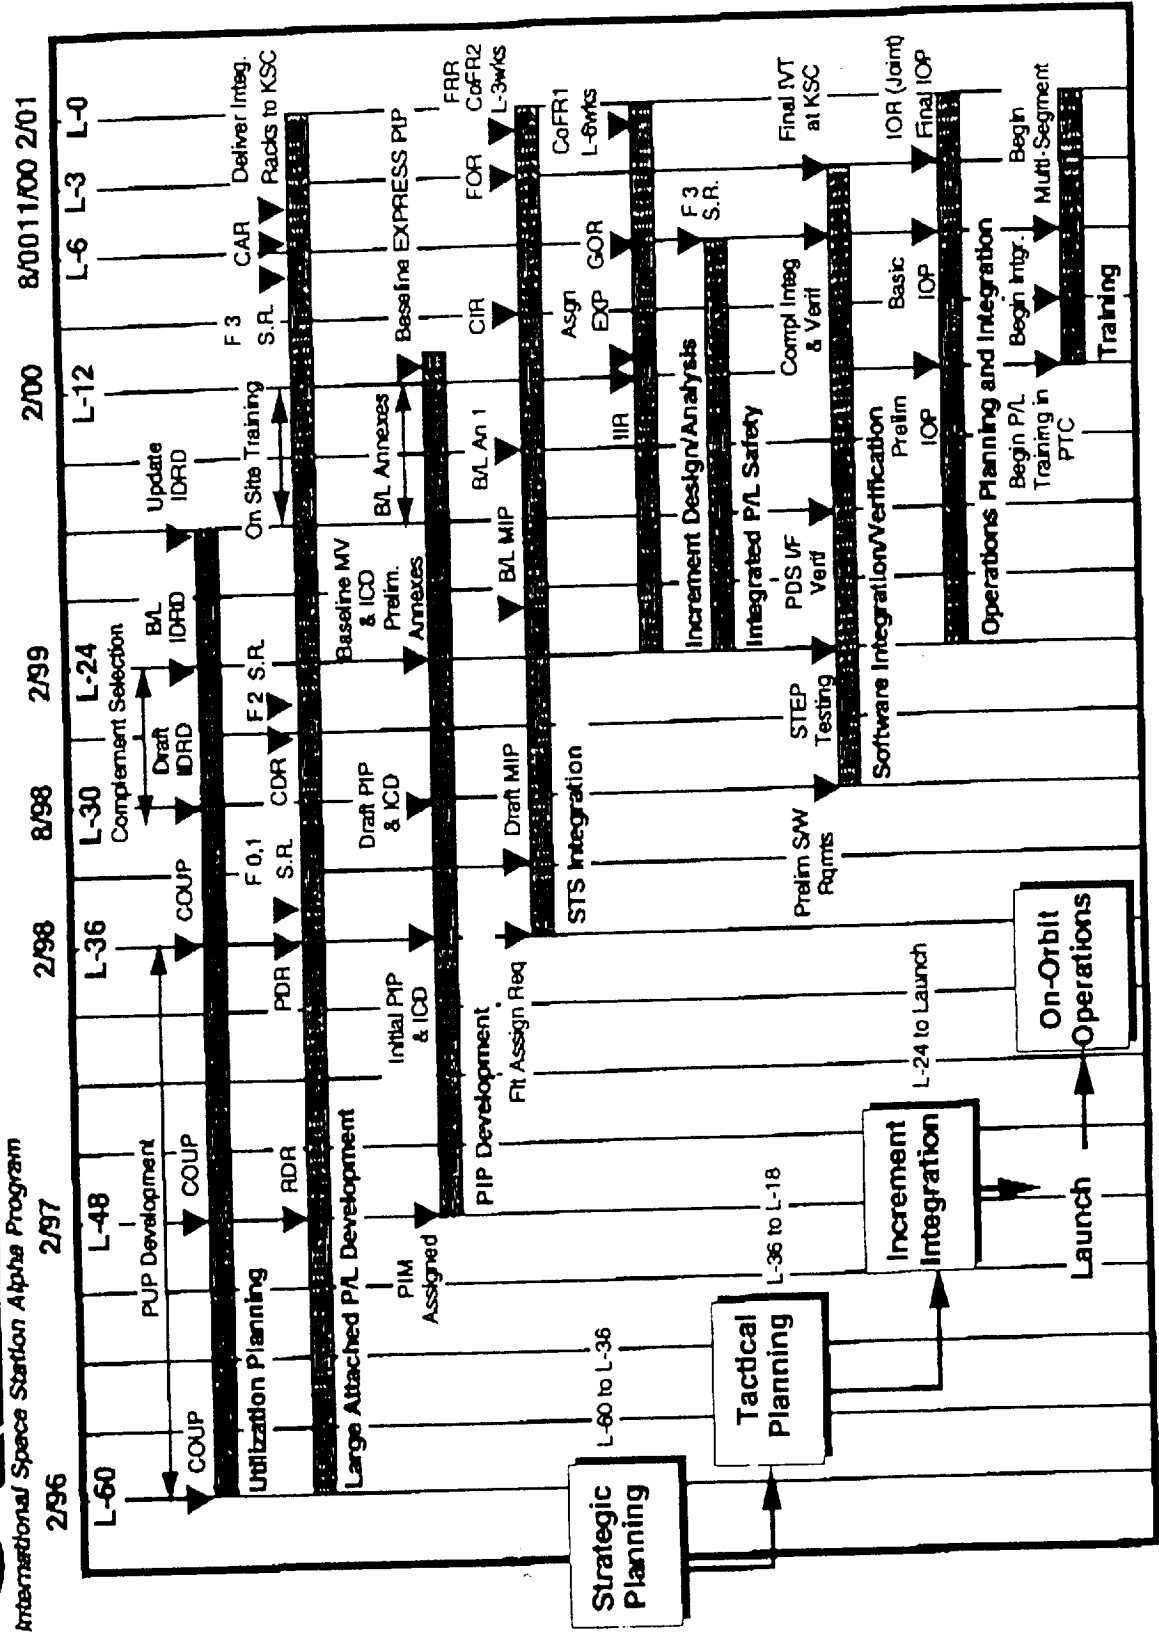 International Space Station Alpha Program
2/96
2/97
2/98
8/98
2/99
2/00
8/00
11/00
2/01
L-60
L-48
L-36
L-30
L-24
L-12
L-6
L-3
L-0
PUP Development
Complement Selection
COUP
COUP
COUP
Draft
IDRD
B/L
IDRD
Update
IDRD
Utilization Planning
RDR
PDR
F 0,1
S.R.
CDR
F 2
S.R.
On Site Training
F 3
S.R.
CAR
Deliver Integ.
Racks to KSC
Large Attached P/L Development
PIM
Assigned
Initial PIP
& ICD
Draft PIP
& ICD
Baseline MV
& ICD
Prelim.
Annexes
B/L Annexes
Baseline EXPRESS PIP
PIP Development
Flt Assign Req
Draft MIP
B/L MIP
B/L An 1
CIR
FOR
FRR
CoFR2
L-3wks
STS Integration
IIR
Asgn
EXP
GOR
CoFR1
L-6wks
Increment Design/Analysis
F 3
S.R.
Integrated P/L Safety
Prelim S/W
Rqmts
STEP
Testing
PDS I/F
Verif
Compl Integ
& Verif
Final IVT
at KSC
Software Integration/Verification
Prelim
IOP
Basic
IOP
IOR (Joint)
Final IOP
Operations Planning and Integration
Begin P/L
Training in
PTC
Begin Intgr.
Begin
Multi-Segment
Training
Strategic
Planning
L-60 to L-36
Tactical
Planning
L-36 to L-18
Increment
Integration
L-24 to Launch
Launch
On-Orbit
Operations